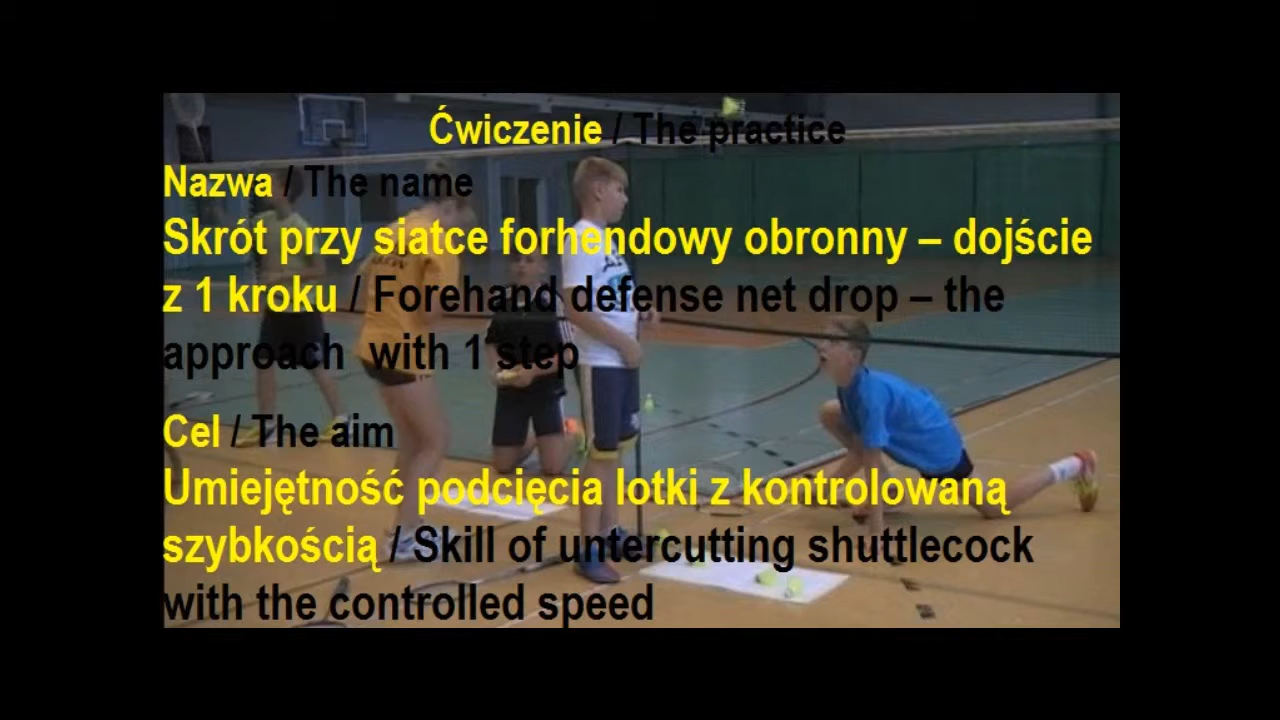 Ćwiczenie / The practice
Nazwa / The name
Skrót przy siatce forhendowy obronny – dojście
z 1 kroku / Forehand defense net drop – the
approach with 1 step
Cel / The aim
Umiejętność podcięcia lotki z kontrolowaną
szybkością / Skill of untercutting shuttlecock
with the controlled speed